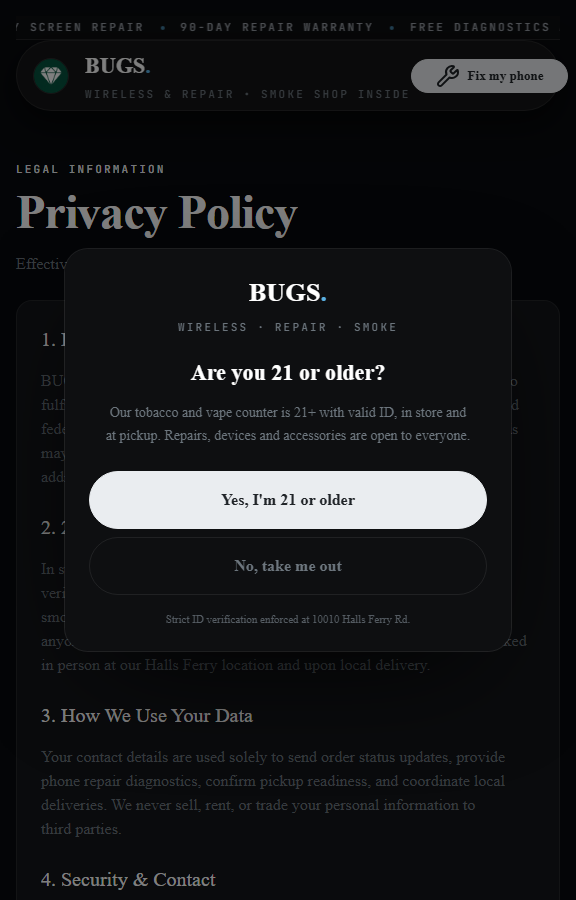 SCREEN REPAIR • 90-DAY REPAIR WARRANTY • FREE DIAGNOSTICS
BUGS.
WIRELESS & REPAIR · SMOKE SHOP INSIDE
Fix my phone
LEGAL INFORMATION
Privacy Policy
BUGS.
WIRELESS · REPAIR · SMOKE
Are you 21 or older?
Our tobacco and vape counter is 21+ with valid ID, in store and
at pickup. Repairs, devices and accessories are open to everyone.
Yes, I'm 21 or older
No, take me out
Strict ID verification enforced at 10010 Halls Ferry Rd.
1.
2.
In
in person at our Halls Ferry location and upon local delivery.
3. How We Use Your Data
Your contact details are used solely to send order status updates, provide
phone repair diagnostics, confirm pickup readiness, and coordinate local
deliveries. We never sell, rent, or trade your personal information to
third parties.
4. Security & Contact